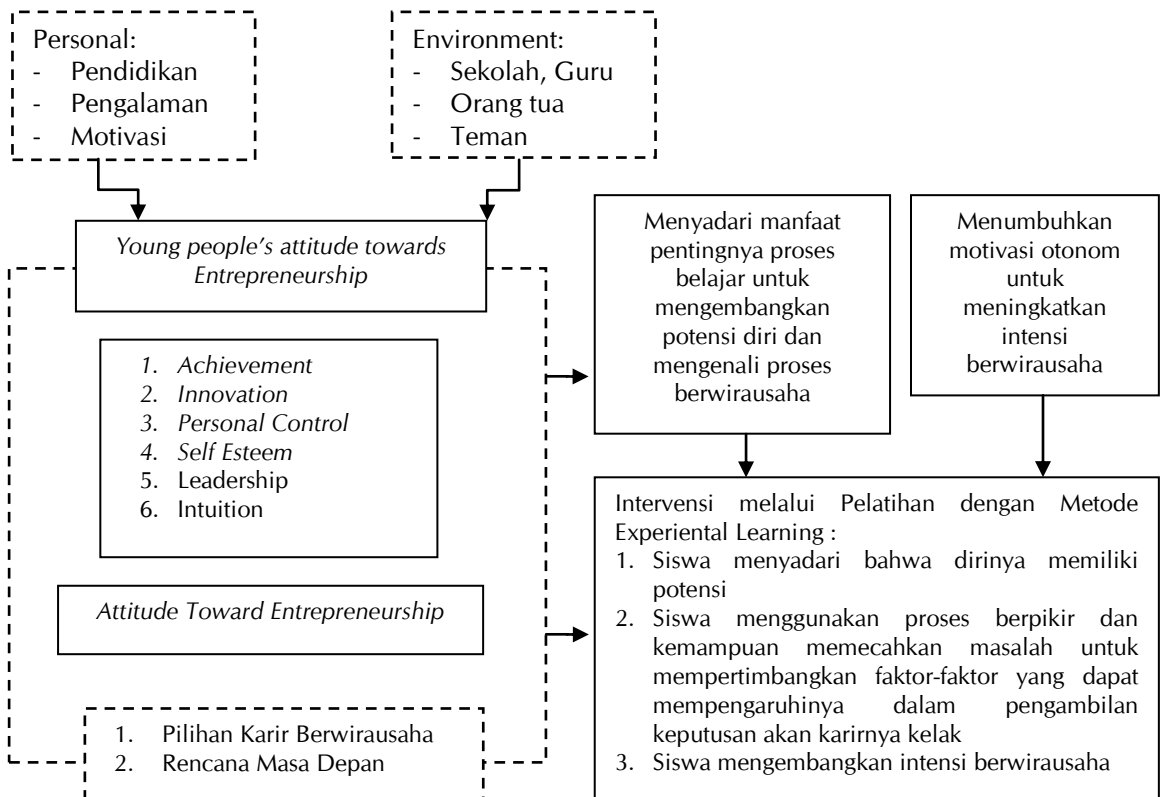 Personal:
- Pendidikan
- Pengalaman
- Motivasi
Environment:
- Sekolah, Guru
- Orang tua
- Teman
Young people's attitude towards
Entrepreneurship
1. Achievement
2. Innovation
3. Personal Control
4. Self Esteem
5. Leadership
6. Intuition
Attitude Toward Entrepreneurship
1. Pilihan Karir Berwirausaha
2. Rencana Masa Depan
Menyadari manfaat
pentingnya proses
belajar untuk
mengembangkan
potensi diri dan
mengenali proses
berwirausaha
Menumbuhkan
motivasi otonom
untuk
meningkatkan
intensi
berwirausaha
Intervensi melalui Pelatihan dengan Metode
Experiental Learning :
1. Siswa menyadari bahwa dirinya memiliki
potensi
2. Siswa menggunakan proses berpikir dan
kemampuan memecahkan masalah untuk
mempertimbangkan faktor-faktor yang dapat
mempengaruhinya dalam pengambilan
keputusan akan karirnya kelak
3. Siswa mengembangkan intensi berwirausaha